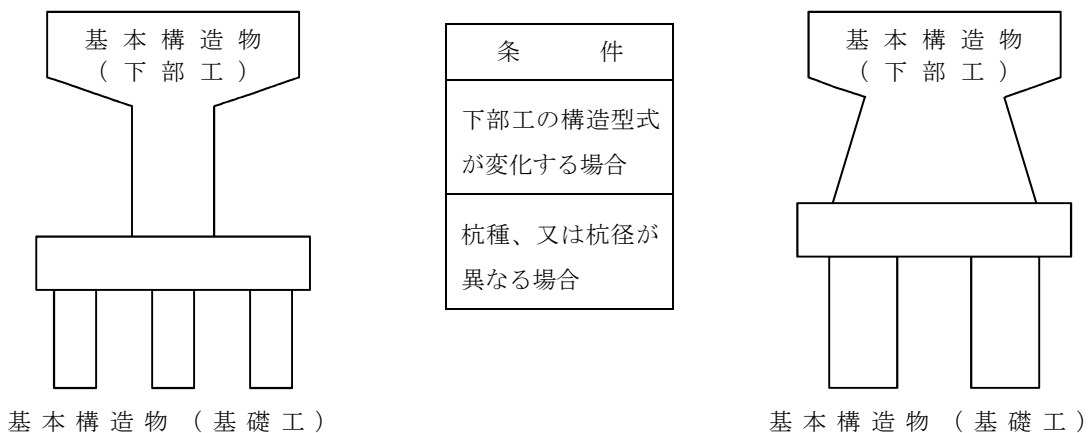 基本構造物
(下部工)
基本構造物(基礎工)
条件
下部工の構造型式
が変化する場合
杭種、又は杭径が
異なる場合
基本構造物
(下部工)
基本構造物(基礎工)